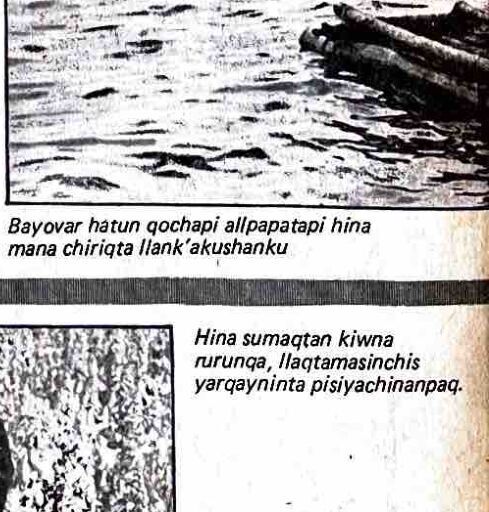 Bayovar hatun qochapi allpapatapi hina
mana chiriqta llank'akushanku
Hina sumaqtan kiwna
rurunqa, llaqtamasinchis
yarqayninta pisiyachinanpaq.